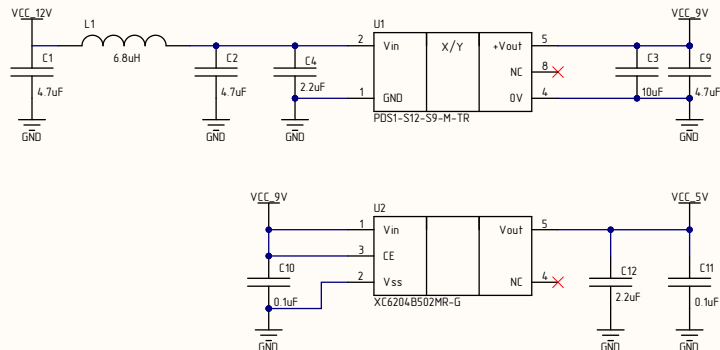 VCC_12V
L1
6.8uH
C1
4.7uF
GND
C2
4.7uF
GND
C4
2.2uF
GND
U1
2
Vin
X/Y
+Vout
5
NC
8
1
GND
0V
4
PDS1-S12-S9-M-TR
VCC_9V
C3
10uF
C9
4.7uF
GND
VCC_9V
U2
1
Vin
Vout
5
3
CE
2
Vss
NC
4
XC6204B502MR-G
C10
0.1uF
GND
VCC_5V
C12
2.2uF
GND
C11
0.1uF
GND